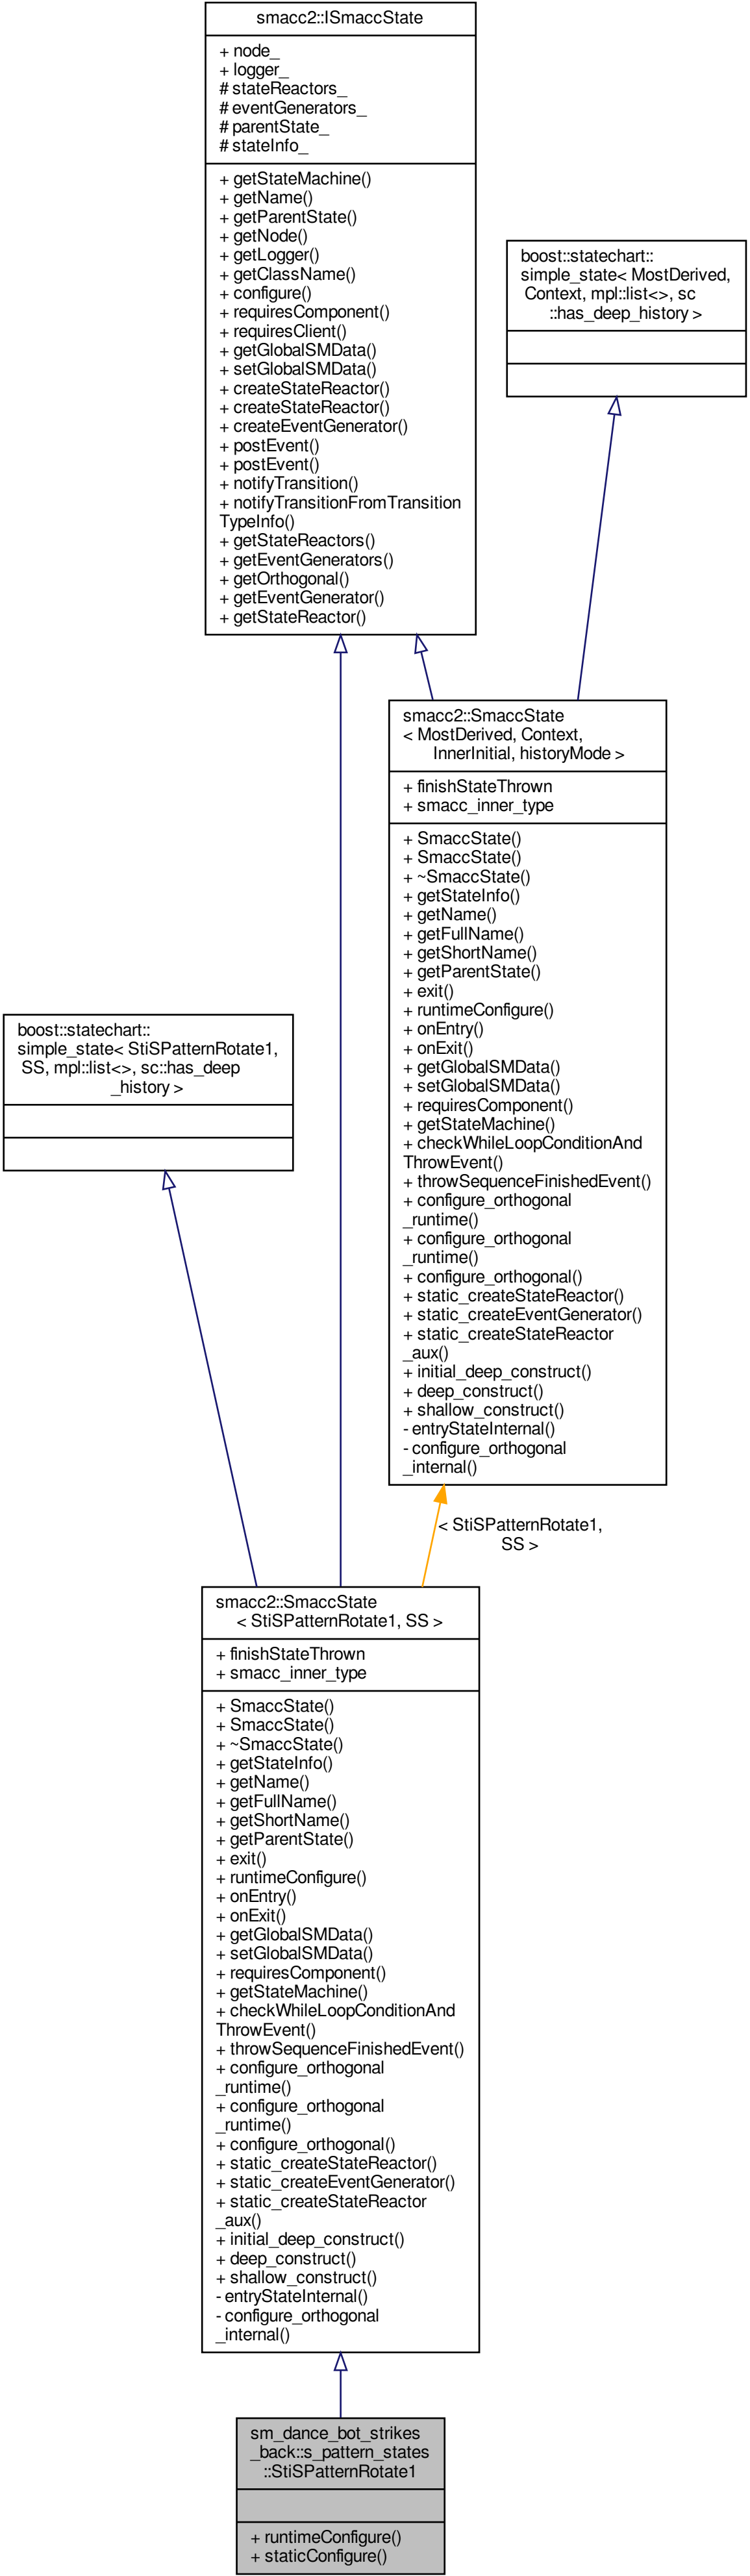 smacc2::ISmaccState
+ node_
+ logger_
# stateReactors_
# eventGenerators_
# parentState_
# stateInfo_
+ getStateMachine()
+ getName()
+ getParentState()
+ getNode()
+ getLogger()
+ getClassName()
+ configure()
+ requiresComponent()
+ requiresClient()
+ getGlobalSMData()
+ setGlobalSMData()
+ createStateReactor()
+ createStateReactor()
+ createEventGenerator()
+ postEvent()
+ postEvent()
+ notifyTransition()
+ notifyTransitionFromTransition
TypeInfo()
+ getStateReactors()
+ getEventGenerators()
+ getOrthogonal()
+ getEventGenerator()
+ getStateReactor()
boost::statechart::
simple_state< MostDerived,
Context, mpl::list<>, sc
::has_deep_history >
smacc2::SmaccState
< MostDerived, Context,
InnerInitial, historyMode >
+ finishStateThrown
+ smacc_inner_type
+ SmaccState()
+ SmaccState()
+ ~SmaccState()
+ getStateInfo()
+ getName()
+ getFullName()
+ getShortName()
+ getParentState()
+ exit()
+ runtimeConfigure()
+ onEntry()
+ onExit()
+ getGlobalSMData()
+ setGlobalSMData()
+ requiresComponent()
+ getStateMachine()
+ checkWhileLoopConditionAnd
ThrowEvent()
+ throwSequenceFinishedEvent()
+ configure_orthogonal
_runtime()
+ configure_orthogonal
_runtime()
+ configure_orthogonal()
+ static_createStateReactor()
+ static_createEventGenerator()
+ static_createStateReactor
_aux()
+ initial_deep_construct()
+ deep_construct()
+ shallow_construct()
- entryStateInternal()
- configure_orthogonal
_internal()
boost::statechart::
simple_state< StiSPatternRotate1,
SS, mpl::list<>, sc::has_deep
_history >
< StiSPatternRotate1,
SS >
smacc2::SmaccState
< StiSPatternRotate1, SS >
+ finishStateThrown
+ smacc_inner_type
+ SmaccState()
+ SmaccState()
+ ~SmaccState()
+ getStateInfo()
+ getName()
+ getFullName()
+ getShortName()
+ getParentState()
+ exit()
+ runtimeConfigure()
+ onEntry()
+ onExit()
+ getGlobalSMData()
+ setGlobalSMData()
+ requiresComponent()
+ getStateMachine()
+ checkWhileLoopConditionAnd
ThrowEvent()
+ throwSequenceFinishedEvent()
+ configure_orthogonal
_runtime()
+ configure_orthogonal
_runtime()
+ configure_orthogonal()
+ static_createStateReactor()
+ static_createEventGenerator()
+ static_createStateReactor
_aux()
+ initial_deep_construct()
+ deep_construct()
+ shallow_construct()
- entryStateInternal()
- configure_orthogonal
_internal()
sm_dance_bot_strikes
_back::s_pattern_states
::StiSPatternRotate1
+ runtimeConfigure()
+ staticConfigure()